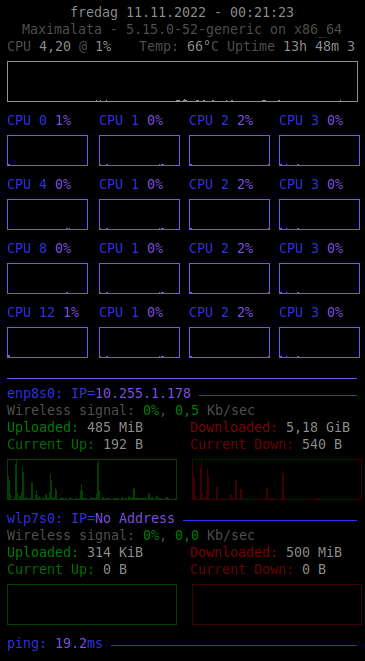 fredag 11.11.2022 - 00:21:23
Maximalata - 5.15.0-52-generic on x86_64
CPU 4,20 @ 1% Temp: 66°C Uptime 13h 48m 3
CPU 0 1% CPU 1 0% CPU 2 2% CPU 3 0%
CPU 4 0% CPU 1 0% CPU 2 2% CPU 3 0%
CPU 8 0% CPU 1 0% CPU 2 2% CPU 3 0%
CPU 12 1% CPU 1 0% CPU 2 2% CPU 3 0%
enp8s0: IP=10.255.1.178
Wireless signal: 0%, 0,5 Kb/sec
Uploaded: 485 MiB Downloaded: 5,18 GiB
Current Up: 192 B Current Down: 540 B
wlp7s0: IP=No Address
Wireless signal: 0%, 0,0 Kb/sec
Uploaded: 314 KiB Downloaded: 500 MiB
Current Up: 0 B Current Down: 0 B
ping: 19.2ms